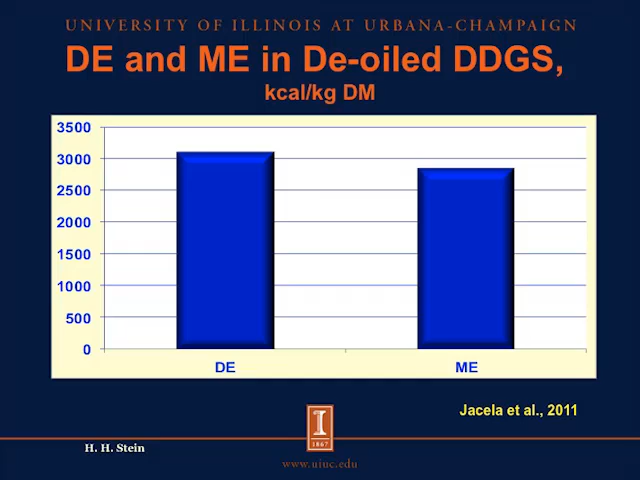 UNIVERSITY OF ILLINOIS AT URBANA-CHAMPAIGN
DE and ME in De-oiled DDGS,
kcal/kg DM
3500
3000
2500
2000
1500
1000
500
0
DE
ME
Jacela et al., 2011
I
1867
H. H. Stein
www.uiuc.edu